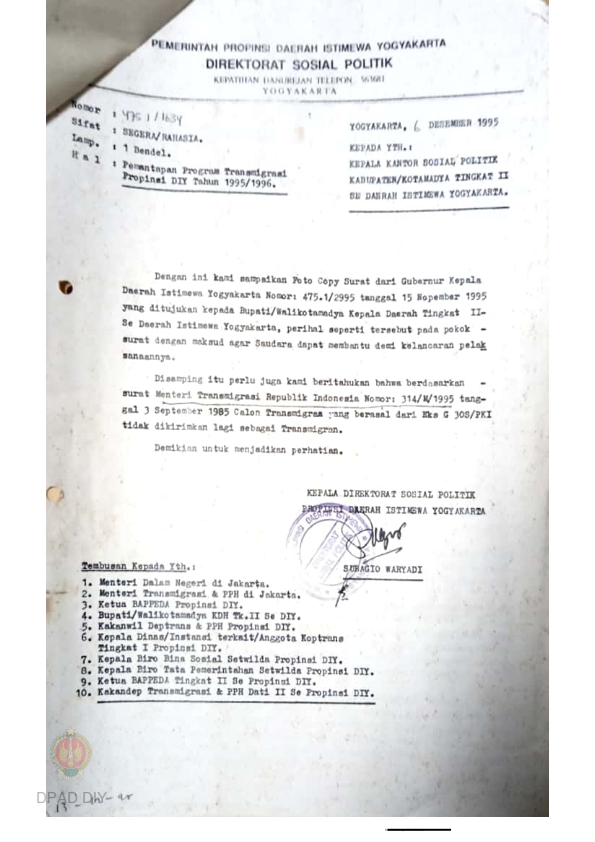 PEMERINTAH PROPINSI DAERAH ISTIMEWA YOGYAKARTA
DIREKTORAT SOSIAL POLITIK
KEPATIHAN DANUREJAN TELEPON 563681
YOGYAKARTA
Nomor : 475.1/1634
Sifat : SEGERA/RAHASIA.
Lamp. : 1 Bendel.
Hal : Pemantapan Program Transmigrasi
Propinsi DIY Tahun 1995/1996.
YOGYAKARTA, 6 DESEMBER 1995
KEPADA YTH.:
KEPALA KANTOR SOSIAL POLITIK
KABUPATEN/KOTAMADYA TINGKAT II
SE DAERAH ISTIMEWA YOGYAKARTA.
Dengan ini kami sampaikan Foto Copy Surat dari Gubernur Kepala
Daerah Istimewa Yogyakarta Nomor: 475.1/2995 tanggal 15 Nopember 1995
yang ditujukan kepada Bupati/Walikotamadya Kepala Daerah Tingkat II-
Se Daerah Istimewa Yogyakarta, perihal seperti tersebut pada pokok -
surat dengan maksud agar Saudara dapat membantu demi kelancaran pelak
sanaannya.
Disamping itu perlu juga kami beritahukan bahwa berdasarkan -
surat Menteri Transmigrasi Republik Indonesia Nomor: 314/M/1995 tang-
gal 3 September 1985 Calon Transmigran yang berasal dari Eks G 30S/PKI
tidak dikirimkan lagi sebagai Transmigran.
Demikian untuk menjadikan perhatian.
KEPALA DIREKTORAT SOSIAL POLITIK
PROPINSI DAERAH ISTIMEWA YOGYAKARTA
SUBAGIO WARYADI
Tembusan Kepada Yth.:
1. Menteri Dalam Negeri di Jakarta.
2. Menteri Transmigrasi & PPH di Jakarta.
3. Ketua BAPPEDA Propinsi DIY.
4. Bupati/Walikotamadya KDH Tk.II Se DIY.
5. Kakanwil Deptrans & PPH Propinsi DIY.
6. Kepala Dinas/Instansi terkait/Anggota Koptrans
Tingkat I Propinsi DIY.
7. Kepala Biro Bina Sosial Setwilda Propinsi DIY.
8. Kepala Biro Tata Pemerintahan Setwilda Propinsi DIY.
9. Ketua BAPPEDA Tingkat II Se Propinsi DIY.
10. Kakandep Transmigrasi & PPH Dati II Se Propinsi DIY.
DPAD DIY